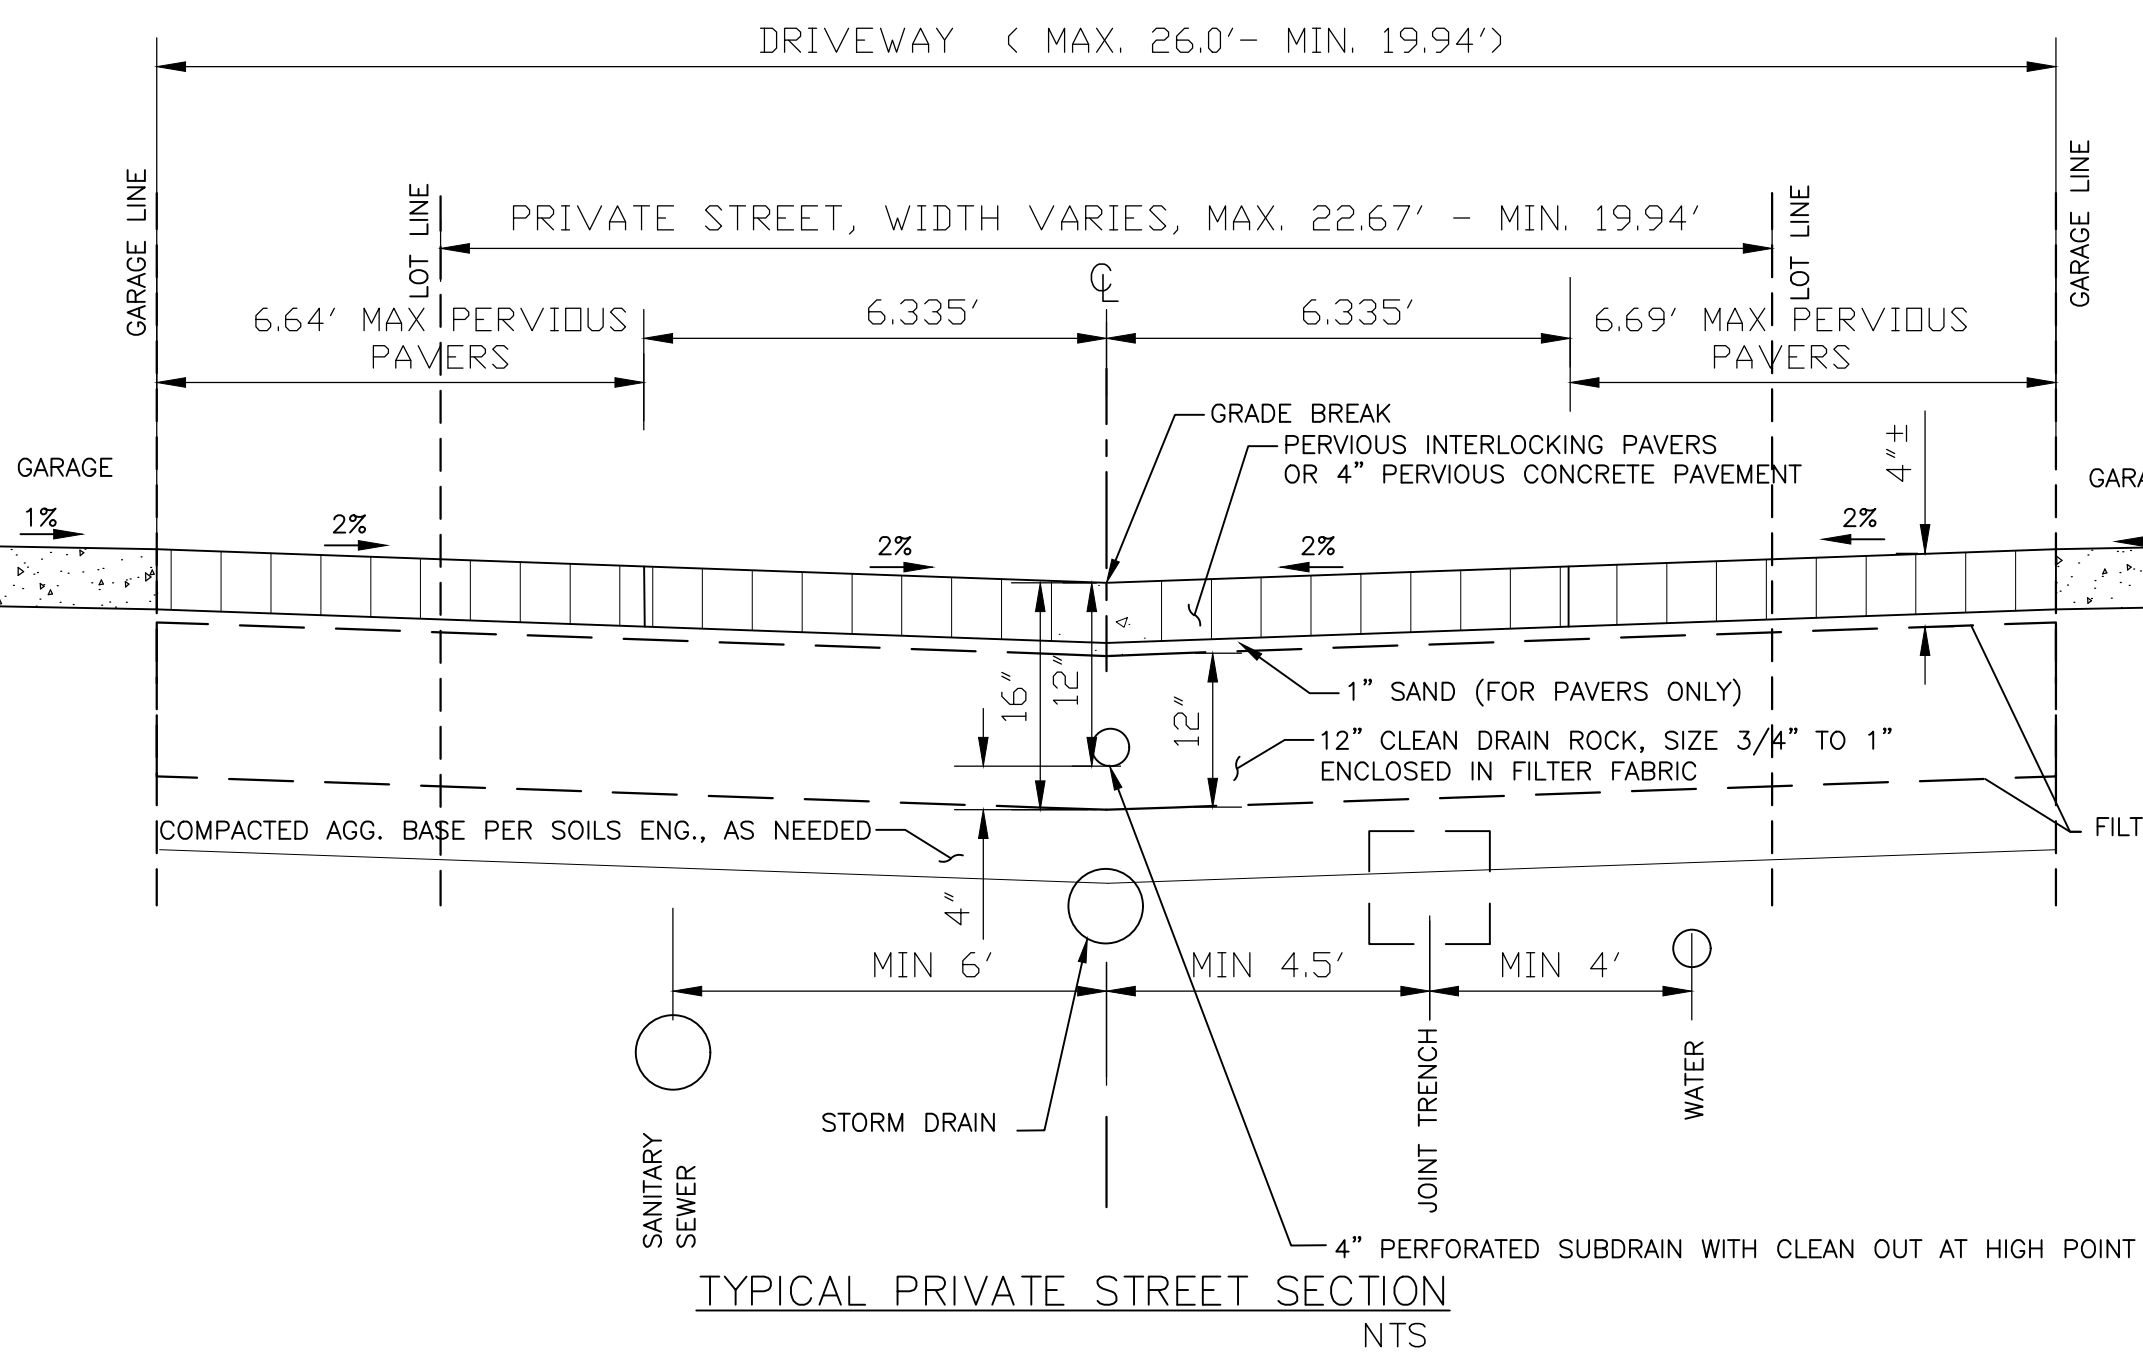 DRIVEWAY ( MAX. 26.0'- MIN. 19.94')
GARAGE LINE
LOT LINE
PRIVATE STREET, WIDTH VARIES, MAX. 22.67' - MIN. 19.94'
LOT LINE
GARAGE LINE
℄
6.64' MAX PERVIOUS
PAVERS
6.335'
6.335'
6.69' MAX PERVIOUS
PAVERS
GRADE BREAK
PERVIOUS INTERLOCKING PAVERS
OR 4" PERVIOUS CONCRETE PAVEMENT
4"±
GARAGE
GARA
1%
2%
2%
2%
2%
16"
12"
12"
1" SAND (FOR PAVERS ONLY)
12" CLEAN DRAIN ROCK, SIZE 3/4" TO 1"
ENCLOSED IN FILTER FABRIC
COMPACTED AGG. BASE PER SOILS ENG., AS NEEDED
FILT
4"
MIN 6'
MIN 4.5'
MIN 4'
STORM DRAIN
SANITARY
SEWER
JOINT TRENCH
WATER
4" PERFORATED SUBDRAIN WITH CLEAN OUT AT HIGH POINT
TYPICAL PRIVATE STREET SECTION
NTS